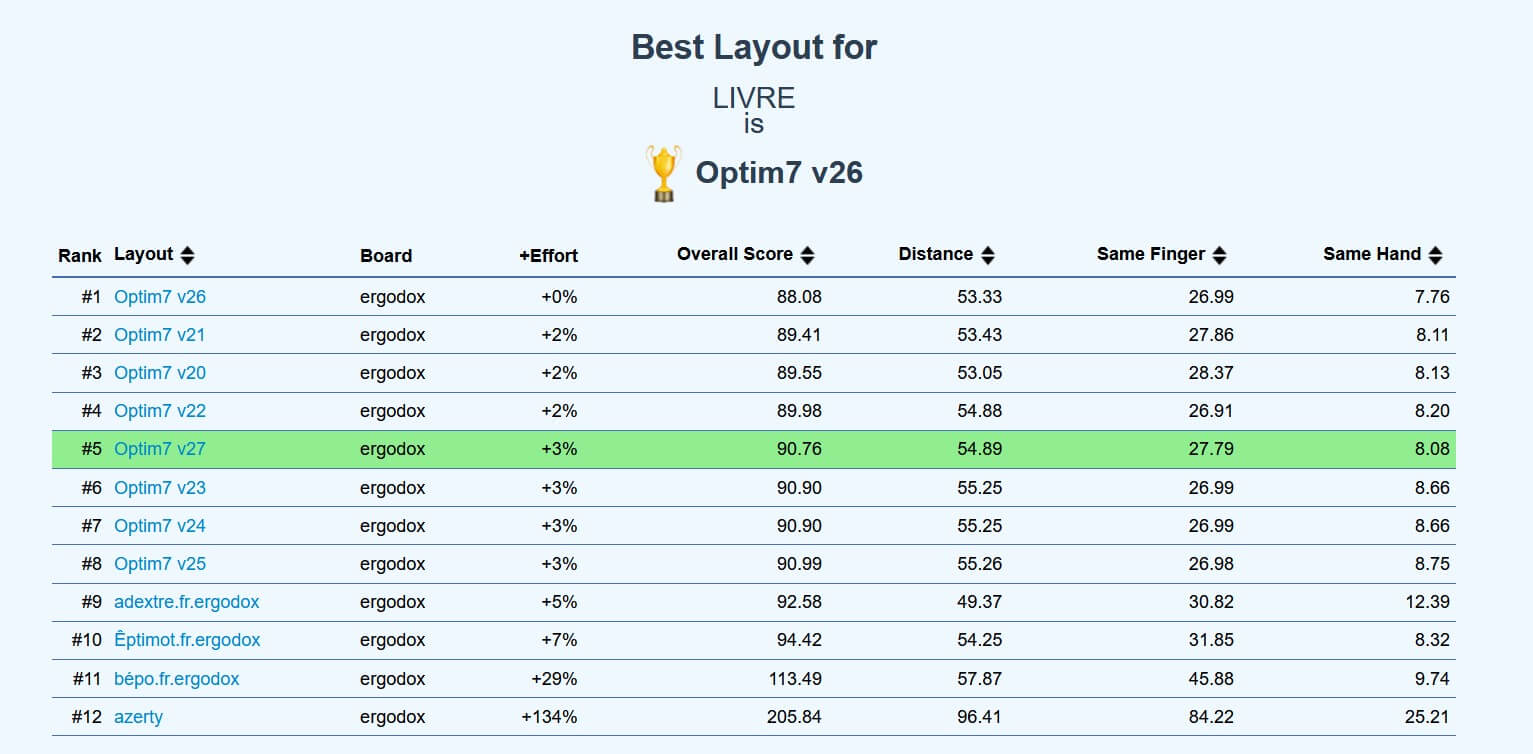 Best Layout for
LIVRE
is
Optim7 v26
Rank Layout Board +Effort Overall Score Distance Same Finger Same Hand
#1 Optim7 v26 ergodox +0% 88.08 53.33 26.99 7.76
#2 Optim7 v21 ergodox +2% 89.41 53.43 27.86 8.11
#3 Optim7 v20 ergodox +2% 89.55 53.05 28.37 8.13
#4 Optim7 v22 ergodox +2% 89.98 54.88 26.91 8.20
#5 Optim7 v27 ergodox +3% 90.76 54.89 27.79 8.08
#6 Optim7 v23 ergodox +3% 90.90 55.25 26.99 8.66
#7 Optim7 v24 ergodox +3% 90.90 55.25 26.99 8.66
#8 Optim7 v25 ergodox +3% 90.99 55.26 26.98 8.75
#9 adextre.fr.ergodox ergodox +5% 92.58 49.37 30.82 12.39
#10 Êptimot.fr.ergodox ergodox +7% 94.42 54.25 31.85 8.32
#11 bépo.fr.ergodox ergodox +29% 113.49 57.87 45.88 9.74
#12 azerty ergodox +134% 205.84 96.41 84.22 25.21